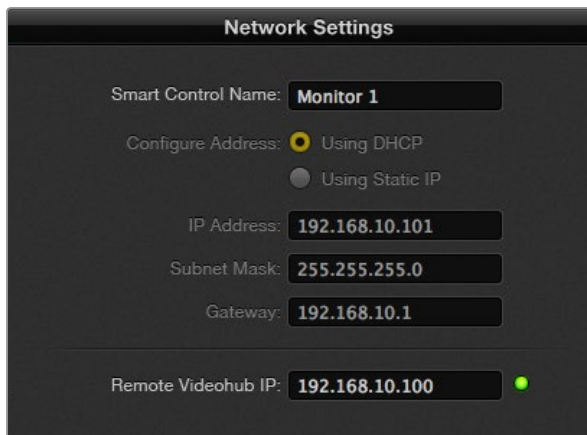 Network Settings
Smart Control Name: Monitor 1
Configure Address: Using DHCP
Using Static IP
IP Address: 192.168.10.101
Subnet Mask: 255.255.255.0
Gateway: 192.168.10.1
Remote Videohub IP: 192.168.10.100